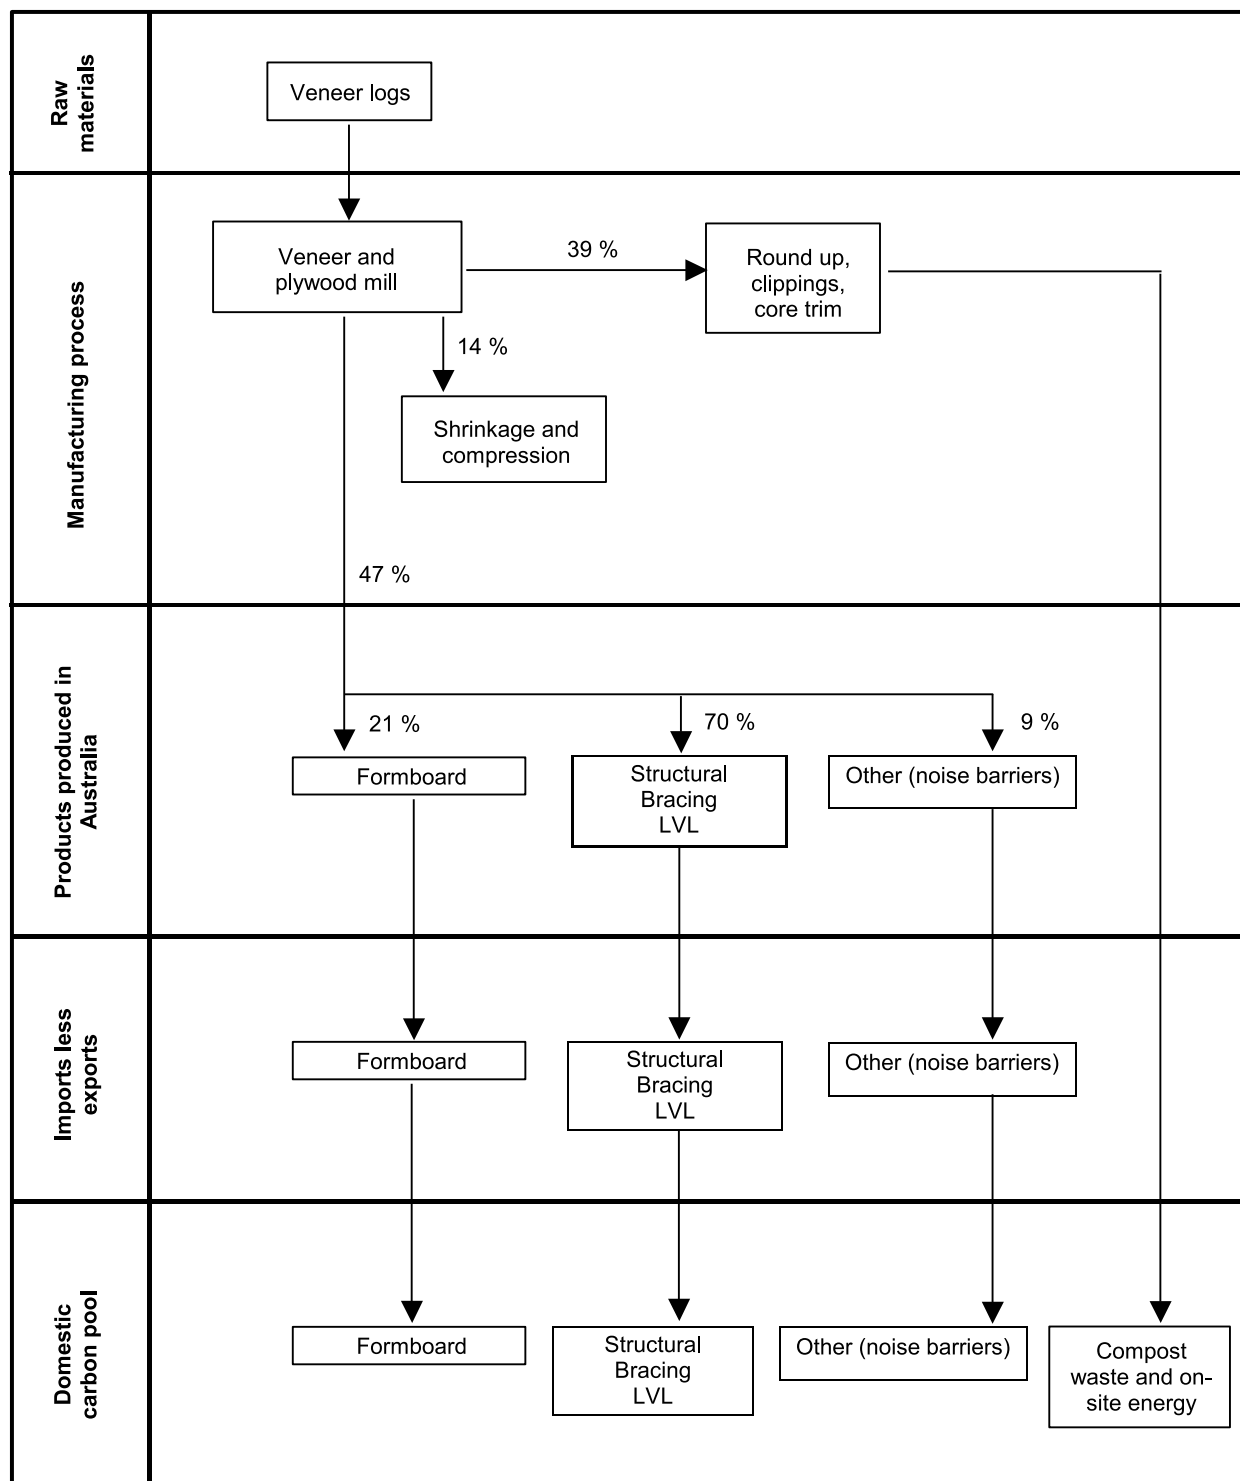 Raw
materials
Veneer logs
Manufacturing process
Veneer and
plywood mill
39 %
Round up,
clippings,
core trim
14 %
Shrinkage and
compression
47 %
Products produced in
Australia
21 %
70 %
9 %
Formboard
Structural
Bracing
LVL
Other (noise barriers)
Imports less
exports
Formboard
Structural
Bracing
LVL
Other (noise barriers)
Domestic
carbon pool
Formboard
Structural
Bracing
LVL
Other (noise barriers)
Compost
waste and on-
site energy